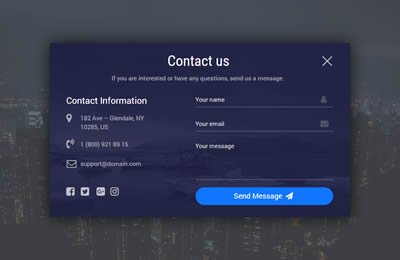 Contact us
If you are interested or have any questions, send us a message.
Contact Information
182 Ave – Glendale, NY
10285, US
1 (800) 921 89 15
support@domain.com
Your name
Your email
Your message
Send Message